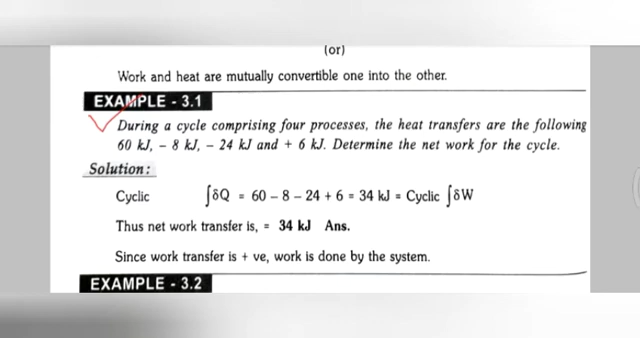 (or)
Work and heat are mutually convertible one into the other.
EXAMPLE - 3.1
During a cycle comprising four processes, the heat transfers are the following
60 kJ, – 8 kJ, – 24 kJ and + 6 kJ. Determine the net work for the cycle.
Solution :
Cyclic ∫δQ = 60 – 8 – 24 + 6 = 34 kJ = Cyclic ∫δW
Thus net work transfer is, = 34 kJ Ans.
Since work transfer is + ve, work is done by the system.
EXAMPLE - 3.2